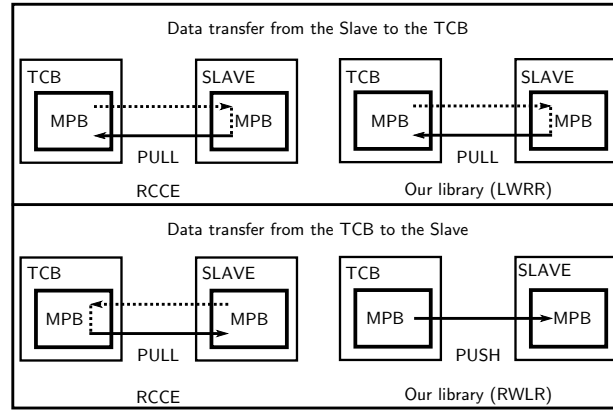 Data transfer from the Slave to the TCB
TCB SLAVE TCB SLAVE
MPB MPB MPB MPB
PULL PULL
RCCE Our library (LWRR)
Data transfer from the TCB to the Slave
TCB SLAVE TCB SLAVE
MPB MPB MPB MPB
PULL PUSH
RCCE Our library (RWLR)